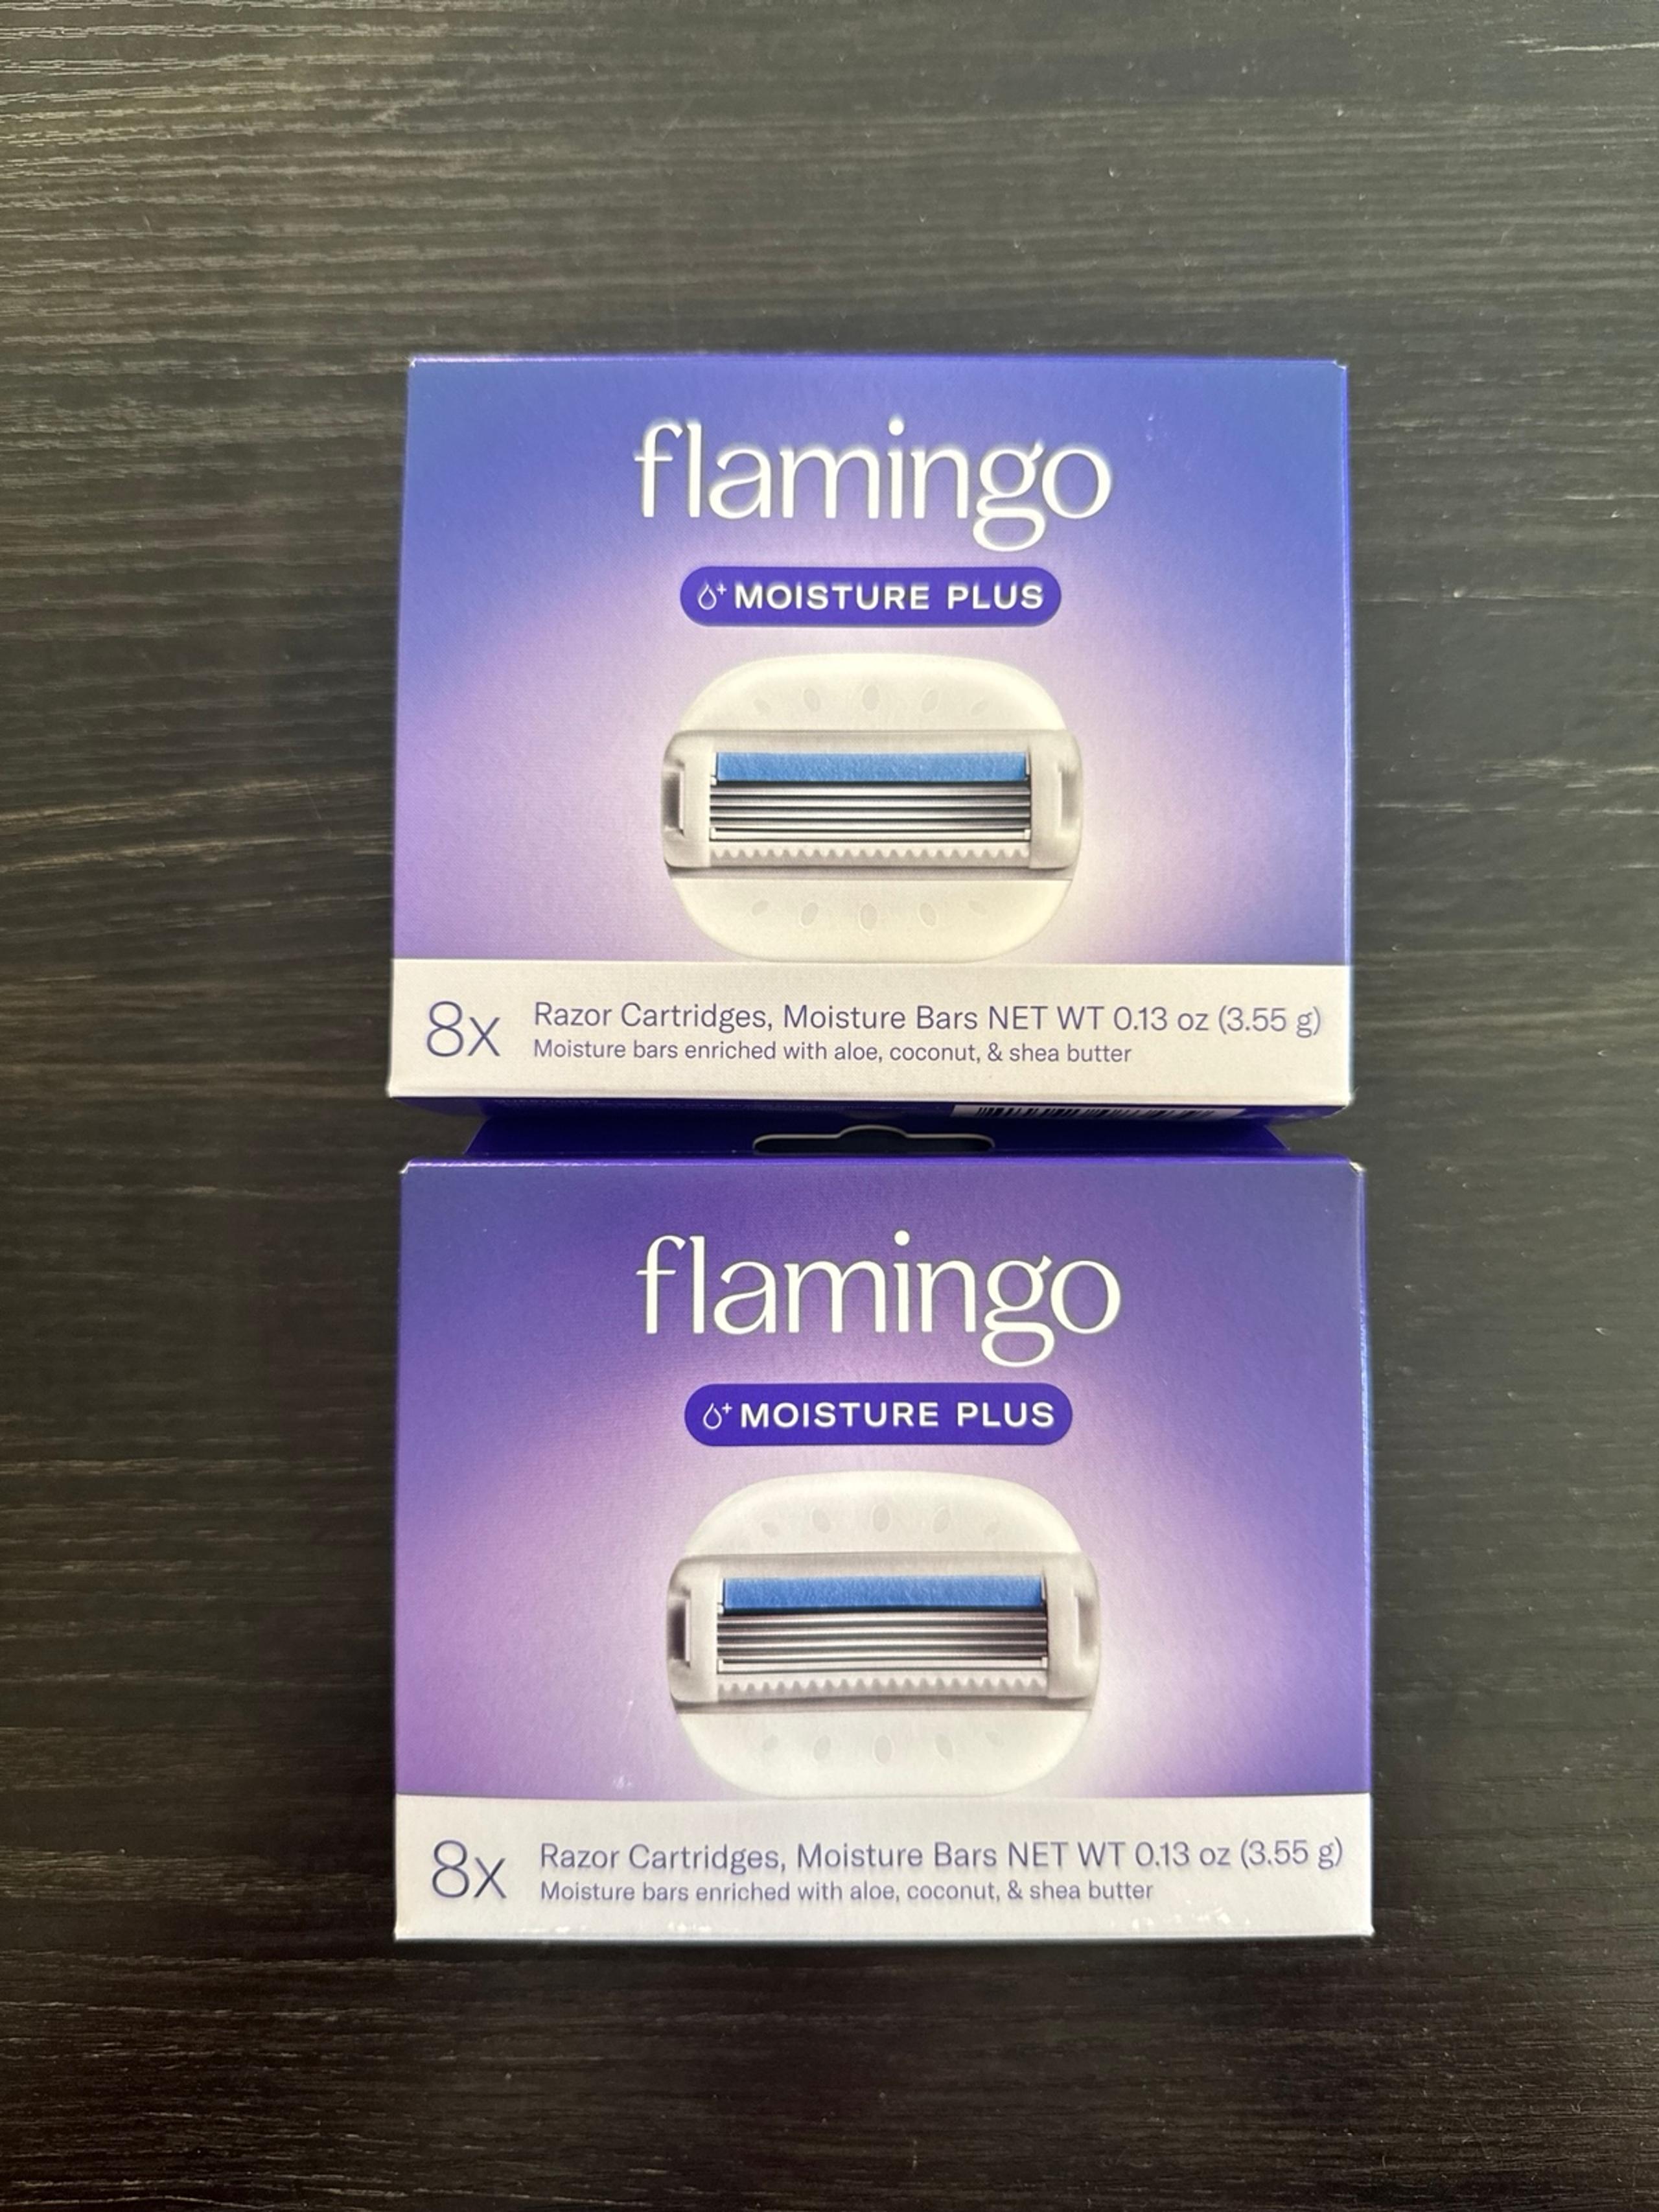 flamingo
MOISTURE PLUS
8x
Razor Cartridges, Moisture Bars NET WT 0.13 oz (3.55 g)
Moisture bars enriched with aloe, coconut, & shea butter
flamingo
MOISTURE PLUS
8x
Razor Cartridges, Moisture Bars NET WT 0.13 oz (3.55 g)
Moisture bars enriched with aloe, coconut, & shea butter